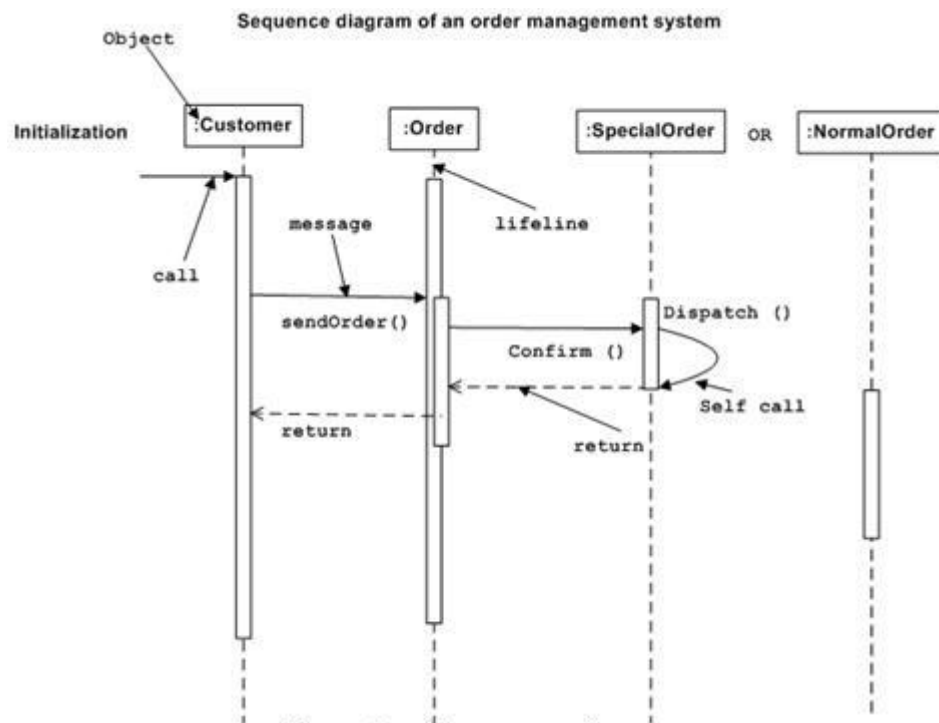 Sequence diagram of an order management system
Object
Initialization
:Customer
:Order
:SpecialOrder
OR
:NormalOrder
message
lifeline
call
sendOrder()
Dispatch ()
Confirm ()
Self call
return
return